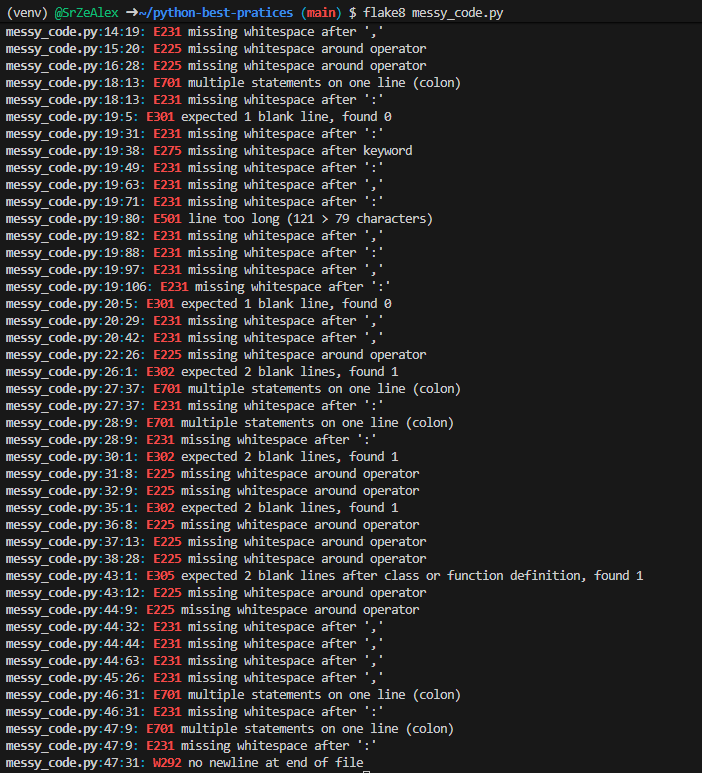 (venv) @SrZeAlex ➜~/python-best-pratices (main) $ flake8 messy_code.py
messy_code.py:14:19: E231 missing whitespace after ','
messy_code.py:15:20: E225 missing whitespace around operator
messy_code.py:16:28: E225 missing whitespace around operator
messy_code.py:18:13: E701 multiple statements on one line (colon)
messy_code.py:18:13: E231 missing whitespace after ':'
messy_code.py:19:5: E301 expected 1 blank line, found 0
messy_code.py:19:31: E231 missing whitespace after ':'
messy_code.py:19:38: E275 missing whitespace after keyword
messy_code.py:19:49: E231 missing whitespace after ':'
messy_code.py:19:63: E231 missing whitespace after ','
messy_code.py:19:71: E231 missing whitespace after ':'
messy_code.py:19:80: E501 line too long (121 > 79 characters)
messy_code.py:19:82: E231 missing whitespace after ','
messy_code.py:19:88: E231 missing whitespace after ':'
messy_code.py:19:97: E231 missing whitespace after ','
messy_code.py:19:106: E231 missing whitespace after ':'
messy_code.py:20:5: E301 expected 1 blank line, found 0
messy_code.py:20:29: E231 missing whitespace after ','
messy_code.py:20:42: E231 missing whitespace after ','
messy_code.py:22:26: E225 missing whitespace around operator
messy_code.py:26:1: E302 expected 2 blank lines, found 1
messy_code.py:27:37: E701 multiple statements on one line (colon)
messy_code.py:27:37: E231 missing whitespace after ':'
messy_code.py:28:9: E701 multiple statements on one line (colon)
messy_code.py:28:9: E231 missing whitespace after ':'
messy_code.py:30:1: E302 expected 2 blank lines, found 1
messy_code.py:31:8: E225 missing whitespace around operator
messy_code.py:32:9: E225 missing whitespace around operator
messy_code.py:35:1: E302 expected 2 blank lines, found 1
messy_code.py:36:8: E225 missing whitespace around operator
messy_code.py:37:13: E225 missing whitespace around operator
messy_code.py:38:28: E225 missing whitespace around operator
messy_code.py:43:1: E305 expected 2 blank lines after class or function definition, found 1
messy_code.py:43:12: E225 missing whitespace around operator
messy_code.py:44:9: E225 missing whitespace around operator
messy_code.py:44:32: E231 missing whitespace after ','
messy_code.py:44:44: E231 missing whitespace after ','
messy_code.py:44:63: E231 missing whitespace after ','
messy_code.py:45:26: E231 missing whitespace after ','
messy_code.py:46:31: E701 multiple statements on one line (colon)
messy_code.py:46:31: E231 missing whitespace after ':'
messy_code.py:47:9: E701 multiple statements on one line (colon)
messy_code.py:47:9: E231 missing whitespace after ':'
messy_code.py:47:31: W292 no newline at end of file